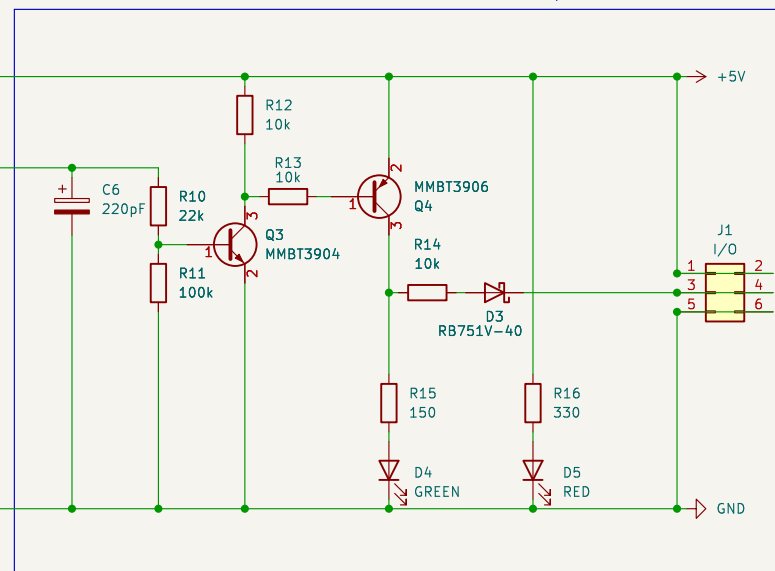 +5V
R12
10k
R13
10k
2
MMBT3906
Q4
1
3
+
C6
220pF
R10
22k
3
Q3
MMBT3904
1
2
R11
100k
R14
10k
D3
RB751V-40
J1
I/O
1 2
3 4
5 6
R15
150
R16
330
D4
GREEN
D5
RED
GND